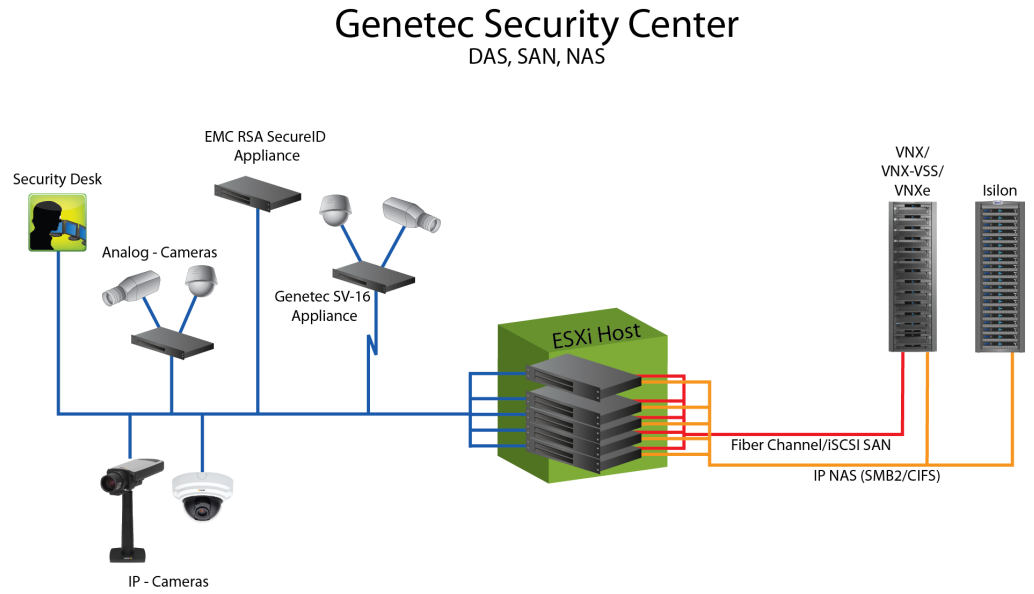 Genetec Security Center
DAS, SAN, NAS
EMC RSA SecureID
Appliance
Security Desk
Analog - Cameras
Genetec SV-16
Appliance
VNX/
VNX-VSS/
VNXe
Isilon
ESXi Host
Fiber Channel/iSCSI SAN
IP NAS (SMB2/CIFS)
IP - Cameras